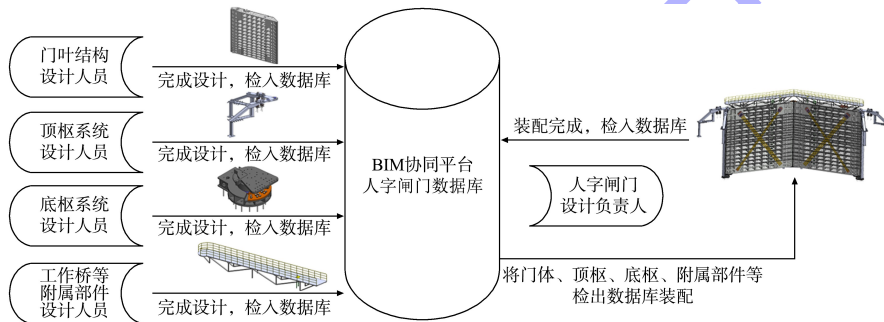 门叶结构
设计人员
完成设计，检入数据库
顶枢系统
设计人员
完成设计，检入数据库
底枢系统
设计人员
完成设计，检入数据库
工作桥等
附属部件
设计人员
完成设计，检入数据库
BIM协同平台
人字闸门数据库
装配完成，检入数据库
人字闸门
设计负责人
将门体、顶枢、底枢、附属部件等
检出数据库装配